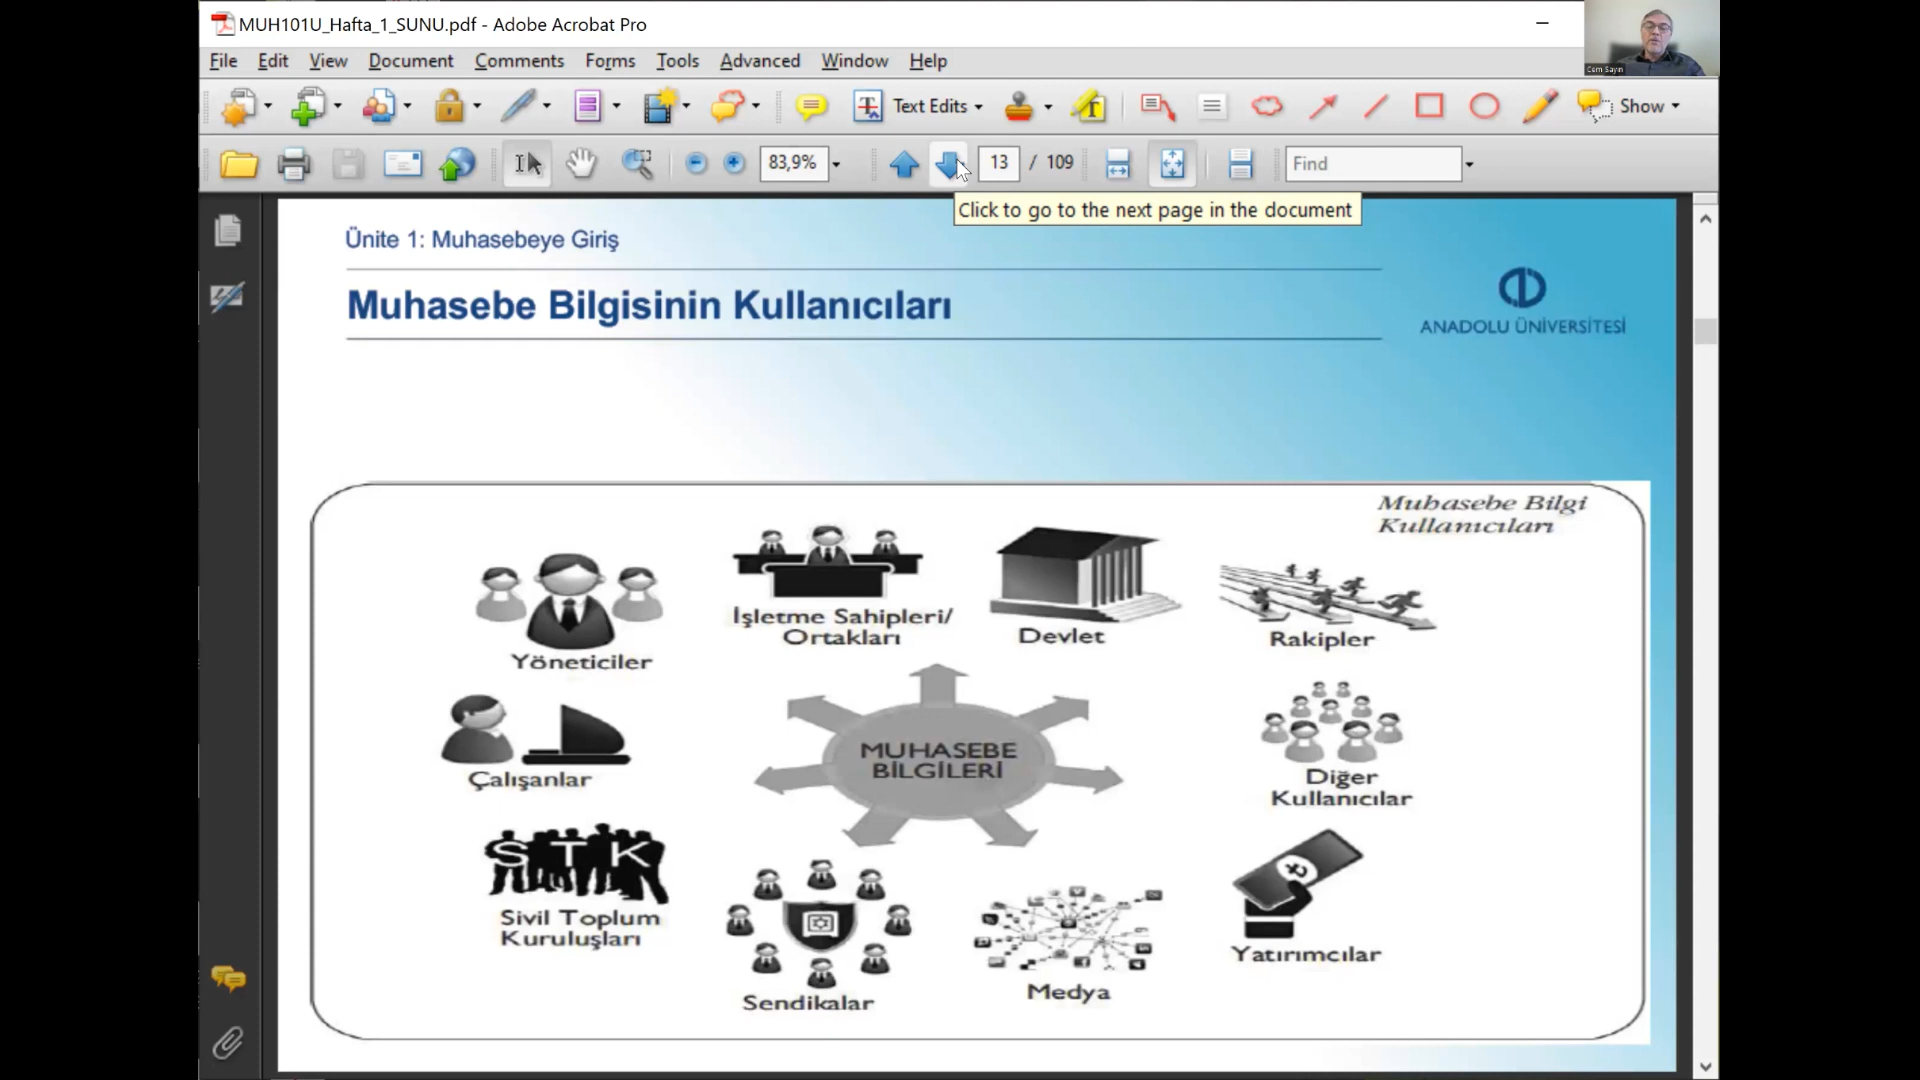 MUH101U_Hafta_1_SUNU.pdf - Adobe Acrobat Pro
Cem Sayın
File Edit View Document Comments Forms Tools Advanced Window Help
Text Edits
Show
83,9%
13 / 109
Find
Click to go to the next page in the document
Ünite 1: Muhasebeye Giriş
Muhasebe Bilgisinin Kullanıcıları
ANADOLU ÜNİVERSİTESİ
Muhasebe Bilgi
Kullanıcıları
Yöneticiler
İşletme Sahipleri/
Ortakları
Devlet
Rakipler
Çalışanlar
MUHASEBE
BİLGİLERİ
Diğer
Kullanıcılar
STK
Sivil Toplum
Kuruluşları
Sendikalar
Medya
Yatırımcılar